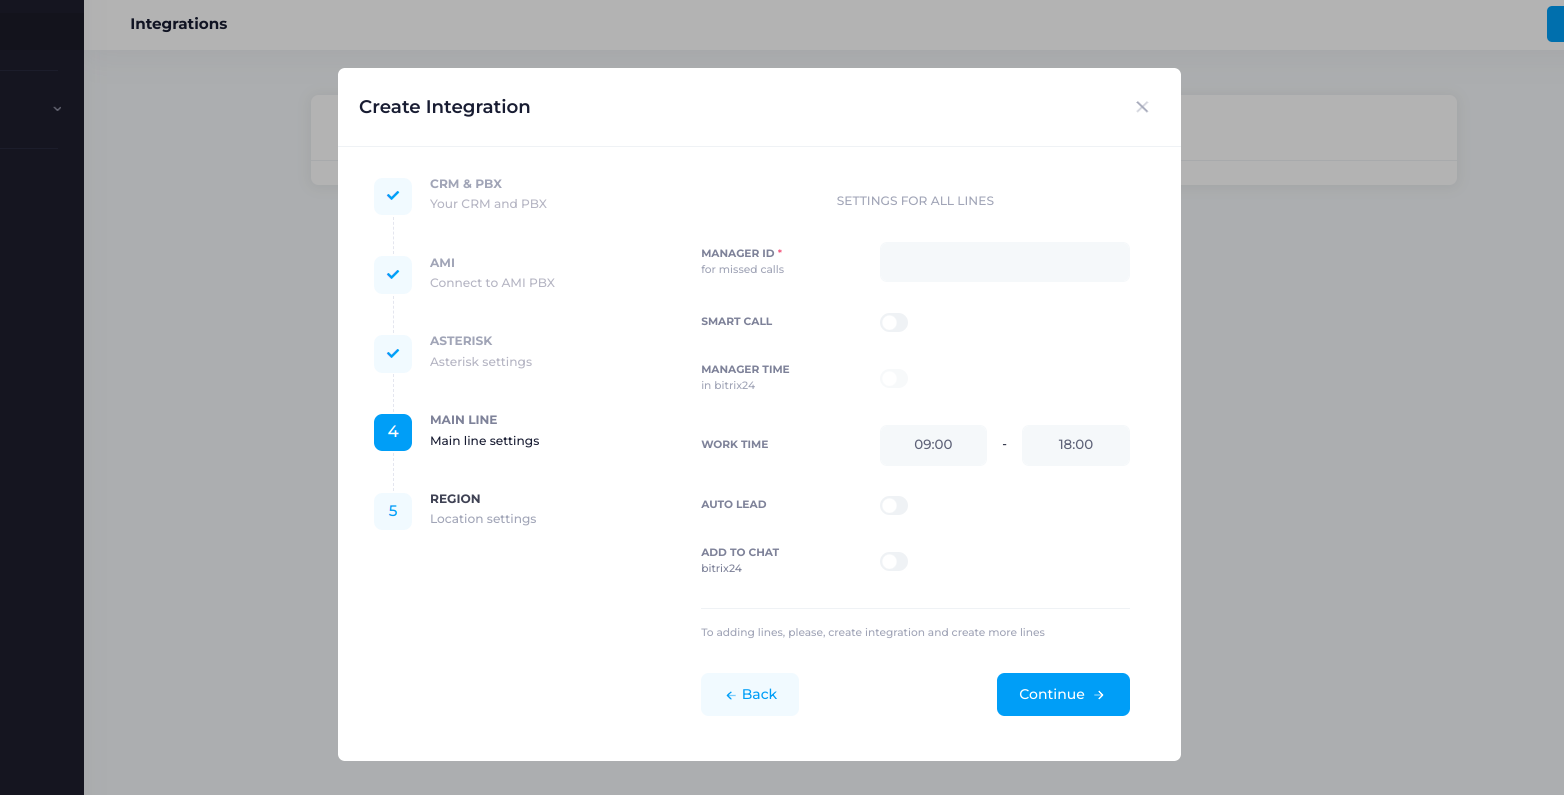 Integrations
Create Integration
CRM & PBX
Your CRM and PBX
AMI
Connect to AMI PBX
ASTERISK
Asterisk settings
4
MAIN LINE
Main line settings
5
REGION
Location settings
SETTINGS FOR ALL LINES
MANAGER ID *
for missed calls
SMART CALL
MANAGER TIME
in bitrix24
WORK TIME
09:00 - 18:00
AUTO LEAD
ADD TO CHAT
bitrix24
To adding lines, please, create integration and create more lines
Back
Continue